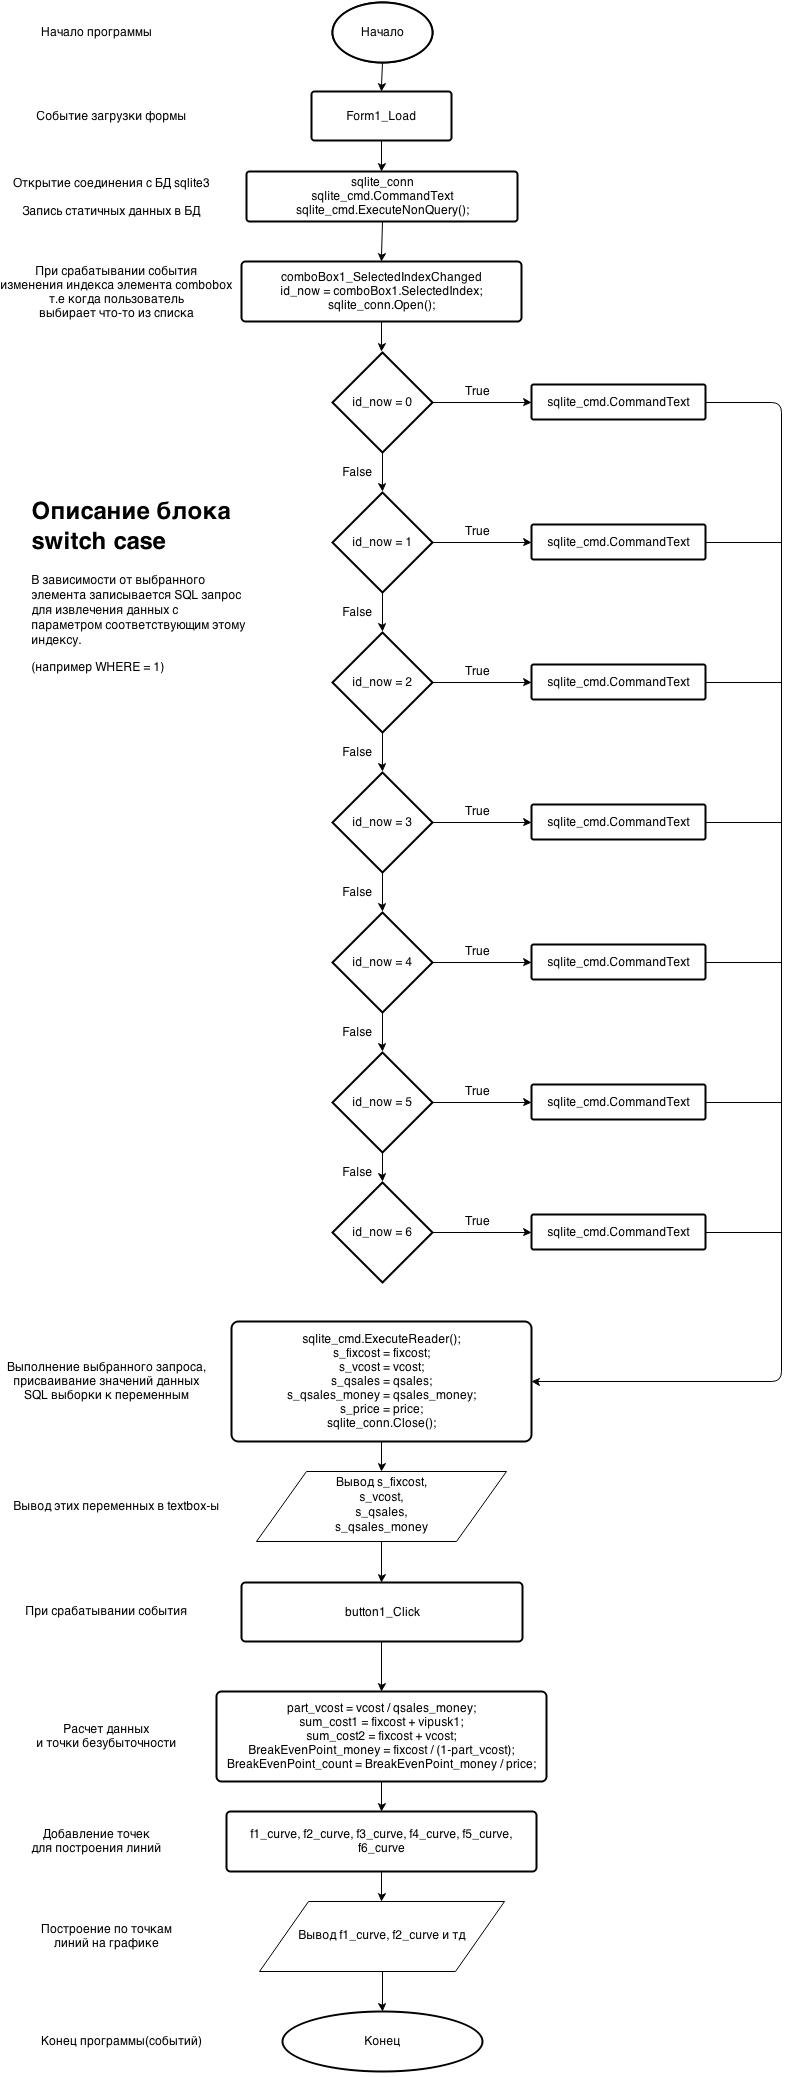 Начало программы
Начало
Событие загрузки формы
Form1_Load
Открытие соединения с БД sqlite3
Запись статичных данных в БД
sqlite_conn
sqlite_cmd.CommandText
sqlite_cmd.ExecuteNonQuery();
При срабатывании события
изменения индекса элемента combobox
т.е когда пользователь
выбирает что-то из списка
comboBox1_SelectedIndexChanged
id_now = comboBox1.SelectedIndex;
sqlite_conn.Open();
id_now = 0
True
sqlite_cmd.CommandText
False
Описание блока
switch case
В зависимости от выбранного
элемента записывается SQL запрос
для извлечения данных с
параметром соответствующим этому
индексу.
(например WHERE = 1)
id_now = 1
True
sqlite_cmd.CommandText
False
id_now = 2
True
sqlite_cmd.CommandText
False
id_now = 3
True
sqlite_cmd.CommandText
False
id_now = 4
True
sqlite_cmd.CommandText
False
id_now = 5
True
sqlite_cmd.CommandText
False
id_now = 6
True
sqlite_cmd.CommandText
Выполнение выбранного запроса,
присваивание значений данных
SQL выборки к переменным
sqlite_cmd.ExecuteReader();
s_fixcost = fixcost;
s_vcost = vcost;
s_qsales = qsales;
s_qsales_money = qsales_money;
s_price = price;
sqlite_conn.Close();
Вывод этих переменных в textbox-ы
Вывод s_fixcost,
s_vcost,
s_qsales,
s_qsales_money
При срабатывании события
button1_Click
Расчет данных
и точки безубыточности
part_vcost = vcost / qsales_money;
sum_cost1 = fixcost + vipusk1;
sum_cost2 = fixcost + vcost;
BreakEvenPoint_money = fixcost / (1-part_vcost);
BreakEvenPoint_count = BreakEvenPoint_money / price;
Добавление точек
для построения линий
f1_curve, f2_curve, f3_curve, f4_curve, f5_curve,
f6_curve
Построение по точкам
линий на графике
Вывод f1_curve, f2_curve и тд
Конец программы(событий)
Конец